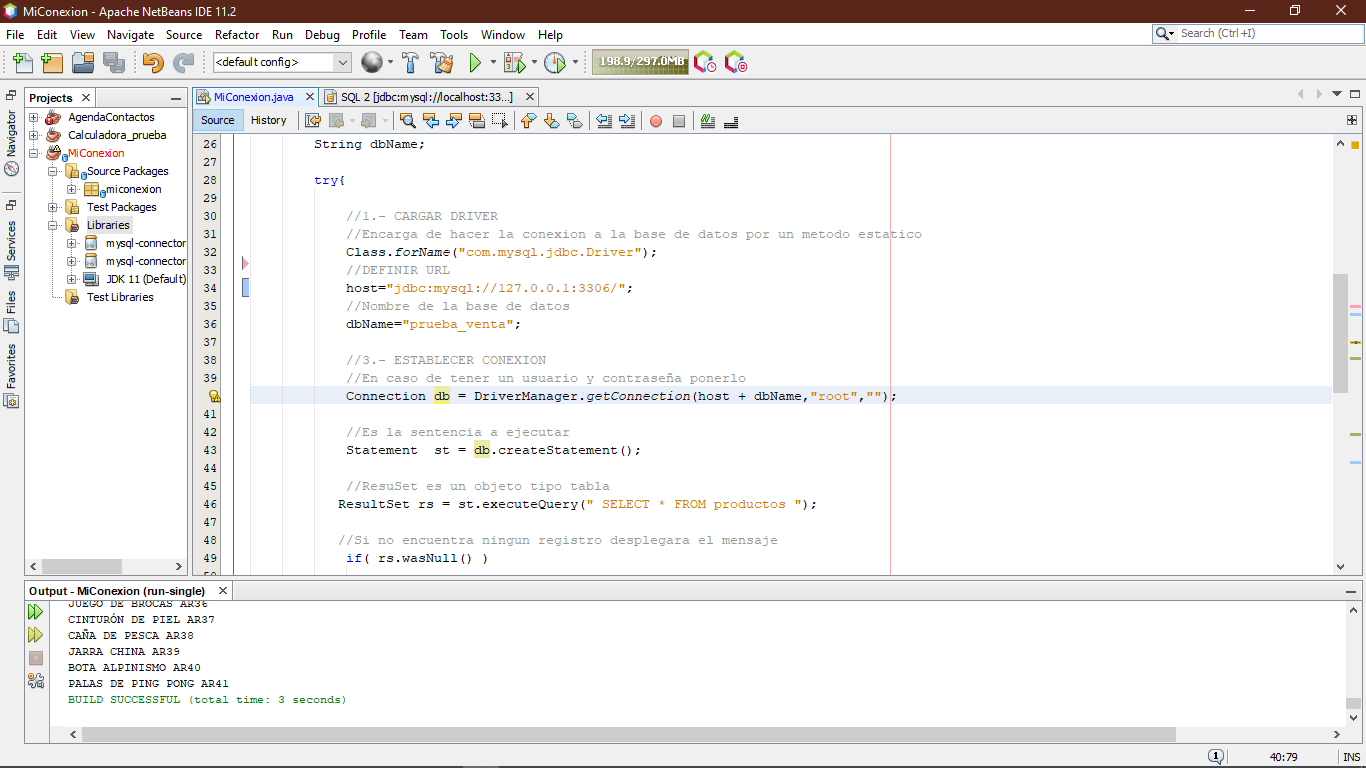 MiConexion - Apache NetBeans IDE 11.2
File Edit View Navigate Source Refactor Run Debug Profile Team Tools Window Help
Search (Ctrl+I)
<default config>
198.9/297.0MB
Projects
MiConexion.java
SQL 2 [jdbc:mysql://localhost:33...]
Source History
Navigator
Services
Files
Favorites
AgendaContactos
Calculadora_prueba
MiConexion
Source Packages
miconexion
Test Packages
Libraries
mysql-connector
mysql-connector
JDK 11 (Default)
Test Libraries
26 String dbName;
27
28 try{
29
30 //1.- CARGAR DRIVER
31 //Encarga de hacer la conexion a la base de datos por un metodo estatico
32 Class.forName("com.mysql.jdbc.Driver");
33 //DEFINIR URL
34 host="jdbc:mysql://127.0.0.1:3306/";
35 //Nombre de la base de datos
36 dbName="prueba_venta";
37
38 //3.- ESTABLECER CONEXION
39 //En caso de tener un usuario y contraseña ponerlo
Connection db = DriverManager.getConnection(host + dbName,"root","");
41
42 //Es la sentencia a ejecutar
43 Statement  st = db.createStatement();
44
45 //ResuSet es un objeto tipo tabla
46 ResultSet rs = st.executeQuery(" SELECT * FROM productos ");
47
48 //Si no encuentra ningun registro desplegara el mensaje
49 if( rs.wasNull() )
Output - MiConexion (run-single)
JUEGO DE BROCAS AR36
CINTURÓN DE PIEL AR37
CAÑA DE PESCA AR38
JARRA CHINA AR39
BOTA ALPINISMO AR40
PALAS DE PING PONG AR41
BUILD SUCCESSFUL (total time: 3 seconds)
1
40:79
INS